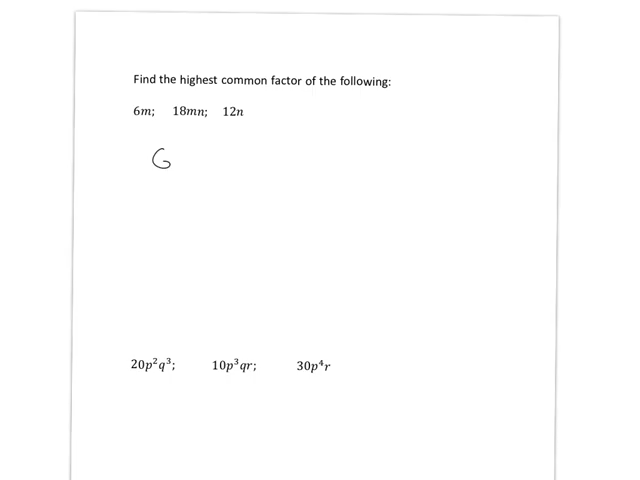 Find the highest common factor of the following:
6m; 18mn; 12n
6
20p²q³; 10p³qr; 30p⁴r